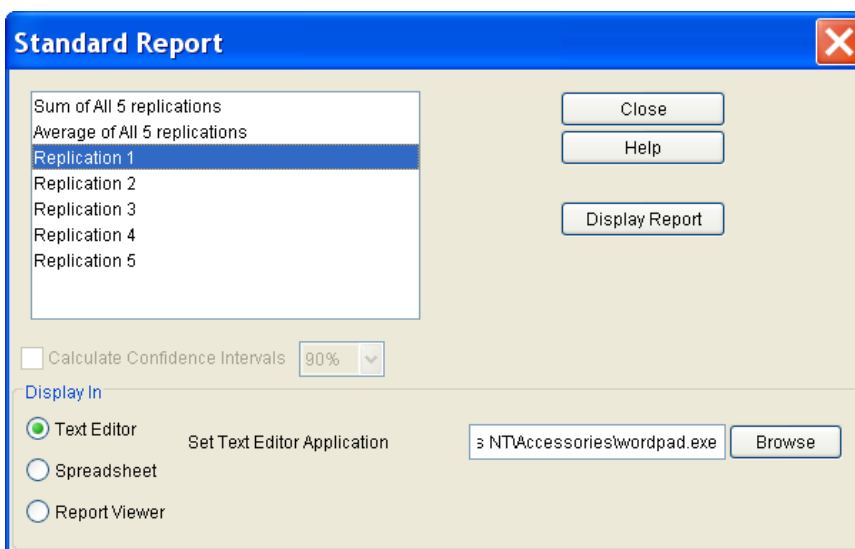 Standard Report
Sum of All 5 replications
Average of All 5 replications
Replication 1
Replication 2
Replication 3
Replication 4
Replication 5
Close
Help
Display Report
Calculate Confidence Intervals 90%
Display In
Text Editor
Set Text Editor Application s NT\Accessories\wordpad.exe Browse
Spreadsheet
Report Viewer